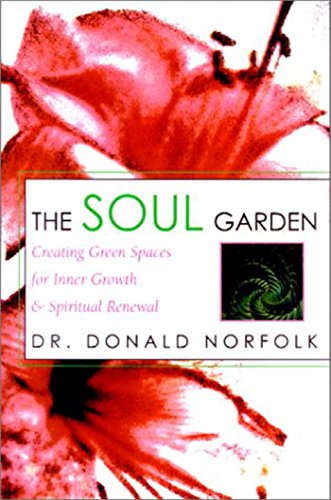 THE SOUL GARDEN
Creating Green Spaces
for Inner Growth
& Spiritual Renewal
DR. DONALD NORFOLK